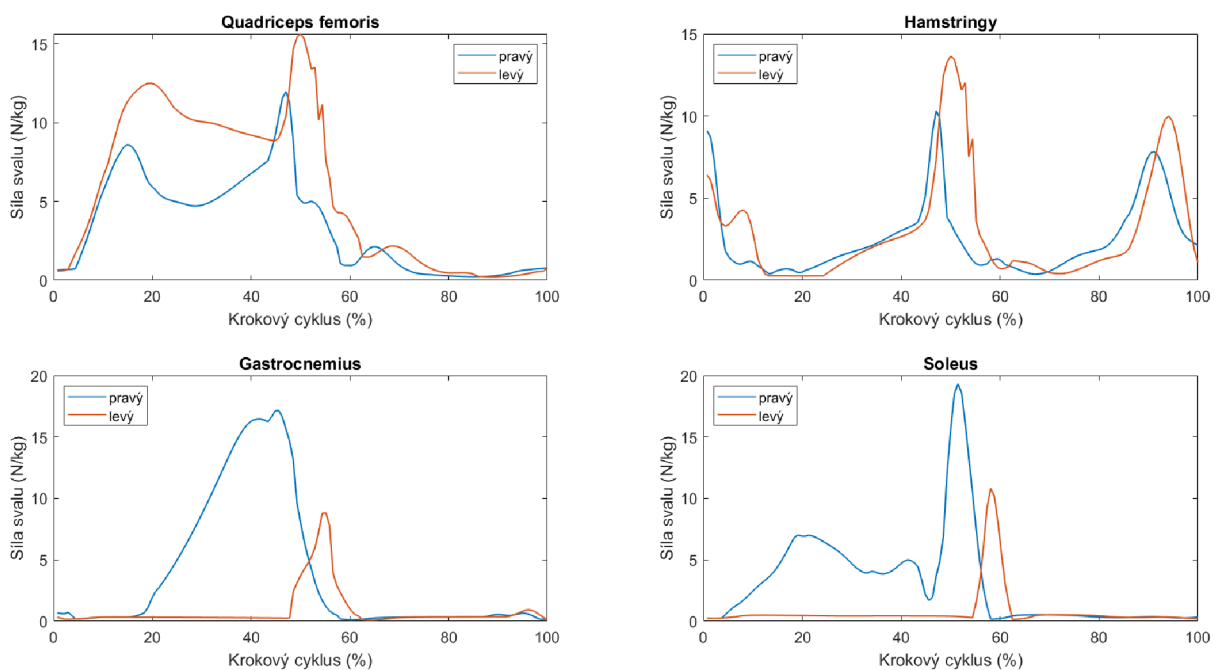 Quadriceps femoris
15
10
5
0
Síla svalu (N/kg)
pravý
levý
0 20 40 60 80 100
Krokový cyklus (%)
Hamstringy
15
10
5
0
Síla svalu (N/kg)
pravý
levý
0 20 40 60 80 100
Krokový cyklus (%)
Gastrocnemius
20
15
10
5
0
Síla svalu (N/kg)
pravý
levý
0 20 40 60 80 100
Krokový cyklus (%)
Soleus
20
15
10
5
0
Síla svalu (N/kg)
pravý
levý
0 20 40 60 80 100
Krokový cyklus (%)